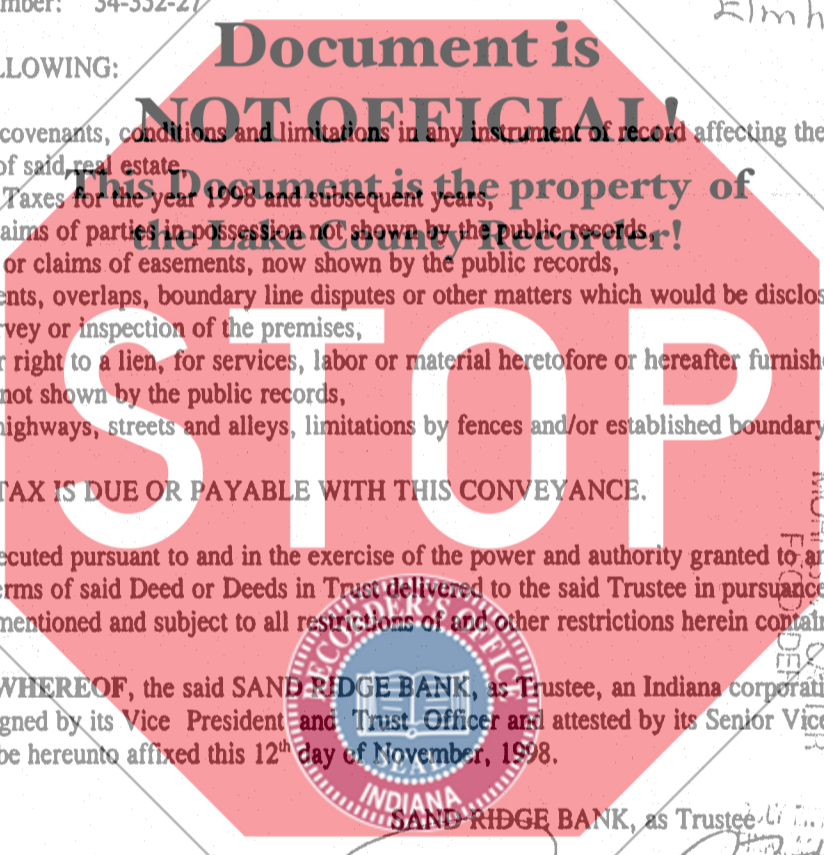 mber: 34-332-27
Elmh
Document is
LLOWING:
NOT OFFICIAL!
covenants, conditions and limitations in any instrument of record affecting the
of said real estate,
This Document is the property of
Taxes for the year 1998 and subsequent years,
aims of parties in possession not shown by the public records,
the Lake County Recorder!
or claims of easements, now shown by the public records,
ents, overlaps, boundary line disputes or other matters which would be disclos
rvey or inspection of the premises,
STOP
r right to a lien, for services, labor or material heretofore or hereafter furnish
not shown by the public records,
highways, streets and alleys, limitations by fences and/or established boundary
TAX IS DUE OR PAYABLE WITH THIS CONVEYANCE.
ecuted pursuant to and in the exercise of the power and authority granted to an
erms of said Deed or Deeds in Trust delivered to the said Trustee in pursuance
mentioned and subject to all restrictions of and other restrictions herein contain
RECORDER'S OFFICE
WHEREOF, the said SAND RIDGE BANK, as Trustee, an Indiana corporati
igned by its Vice President and Trust Officer and attested by its Senior Vice
be hereunto affixed this 12th day of November, 1998.
SEAL
INDIANA
SAND RIDGE BANK, as Trustee